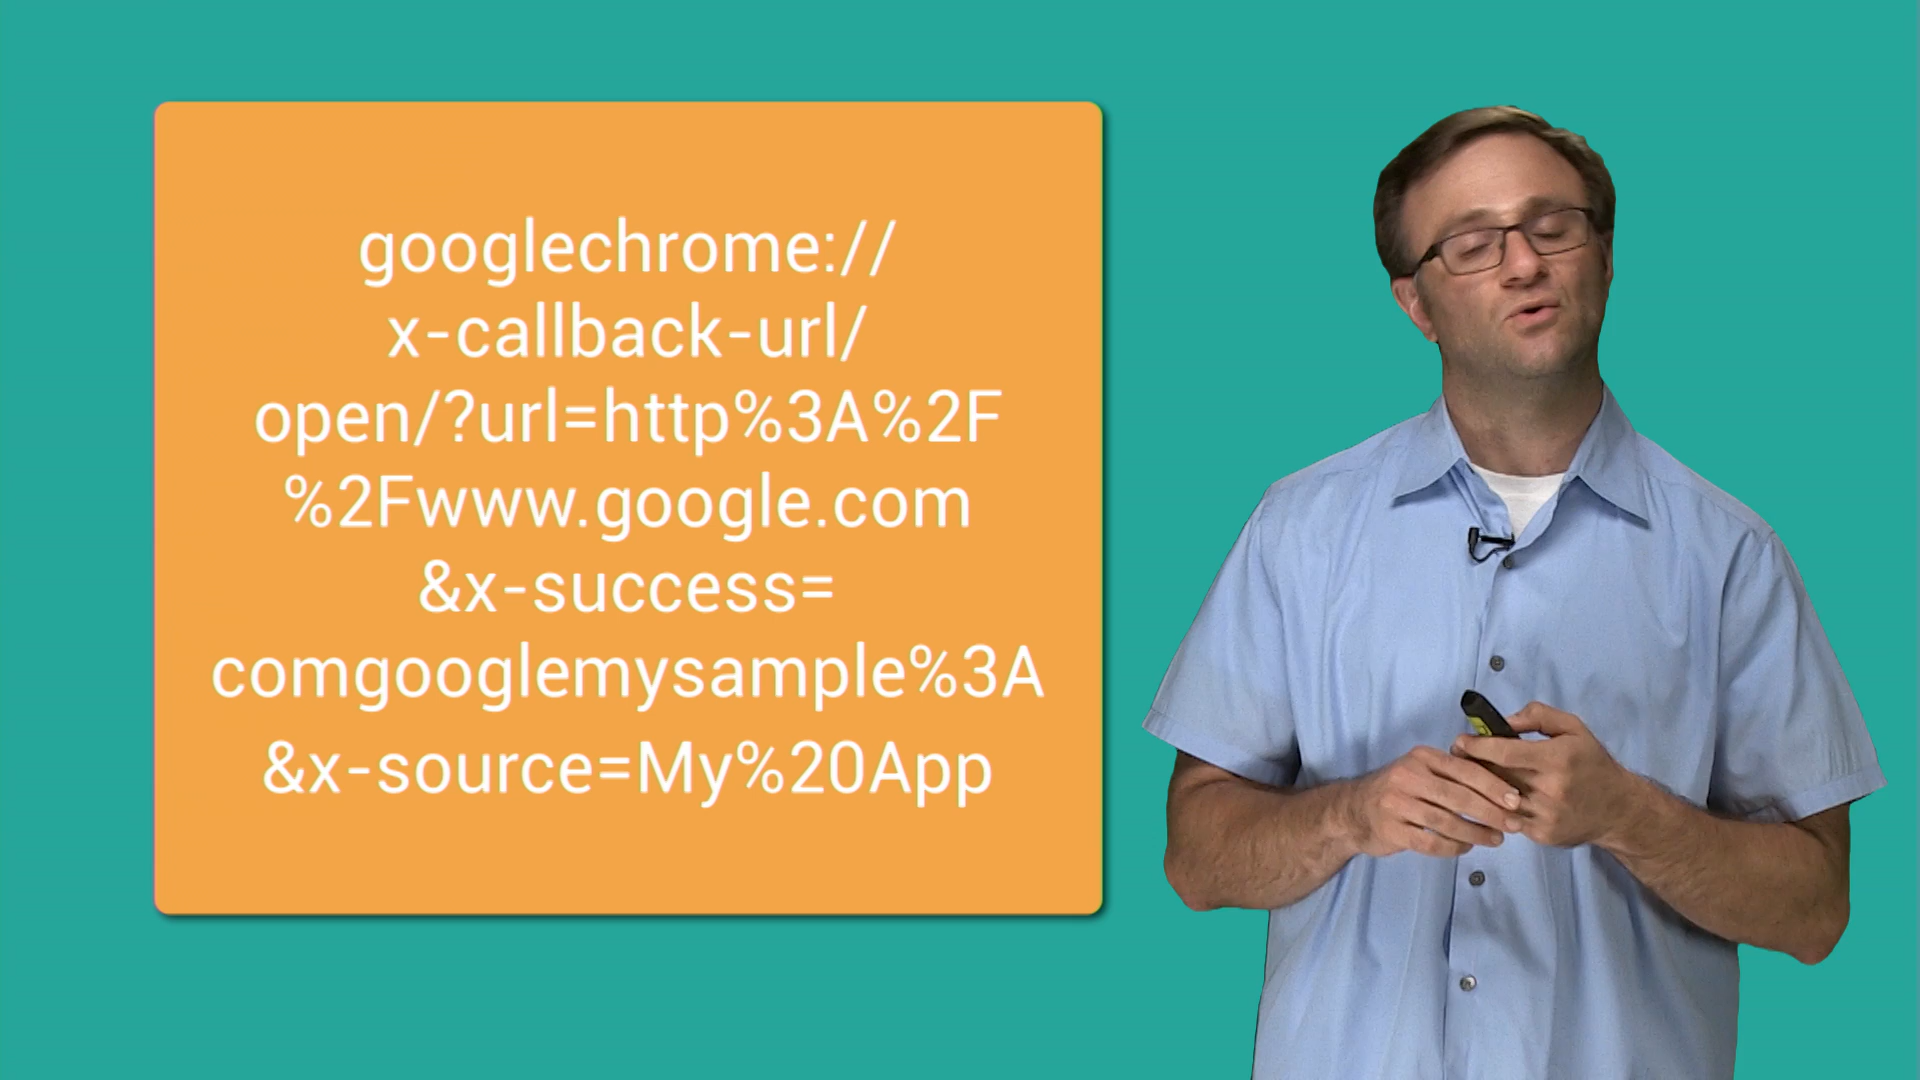 googlechrome://
x-callback-url/
open/?url=http%3A%2F
%2Fwww.google.com
&x-success=
comgooglemysample%3A
&x-source=My%20App